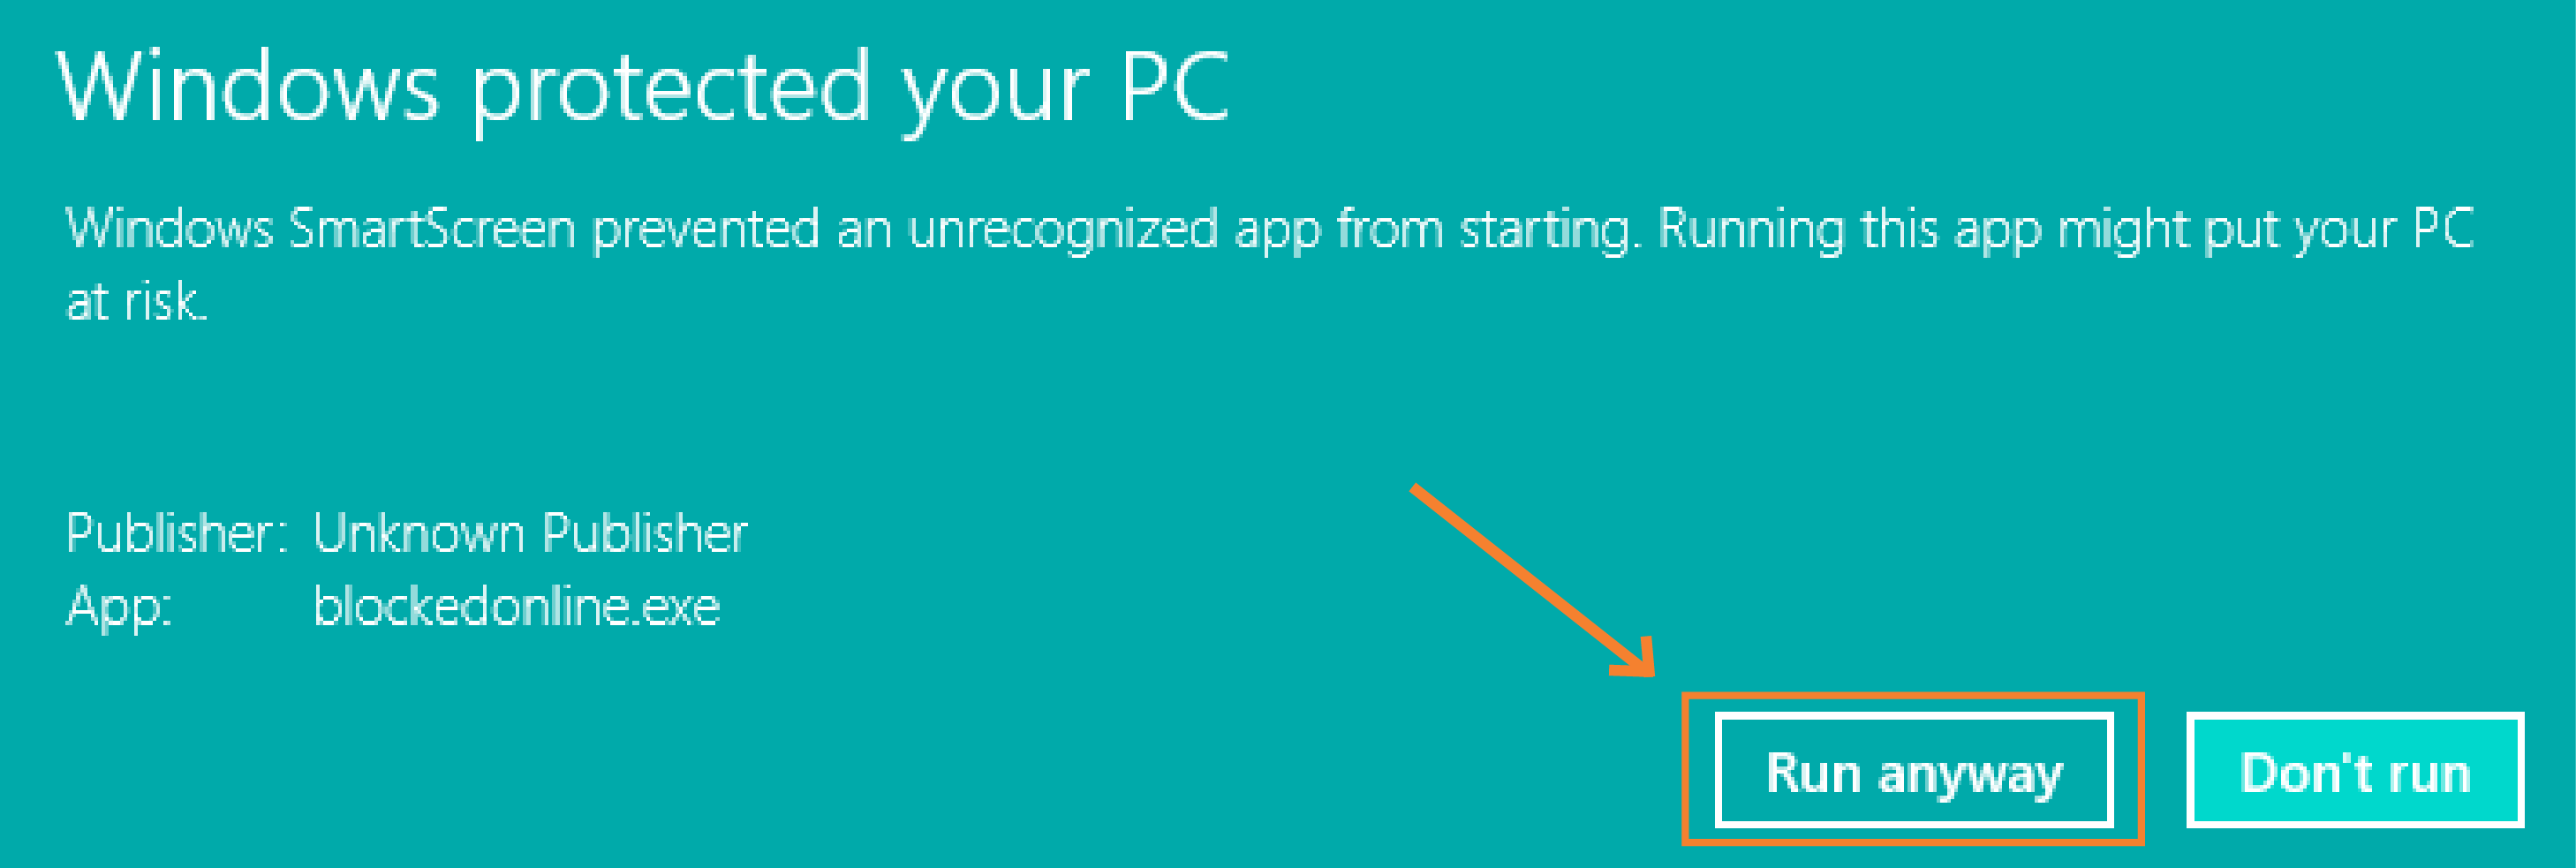 Windows protected your PC
Windows SmartScreen prevented an unrecognized app from starting. Running this app might put your PC
at risk.
Publisher: Unknown Publisher
App: blockedonline.exe
Run anyway Don't run